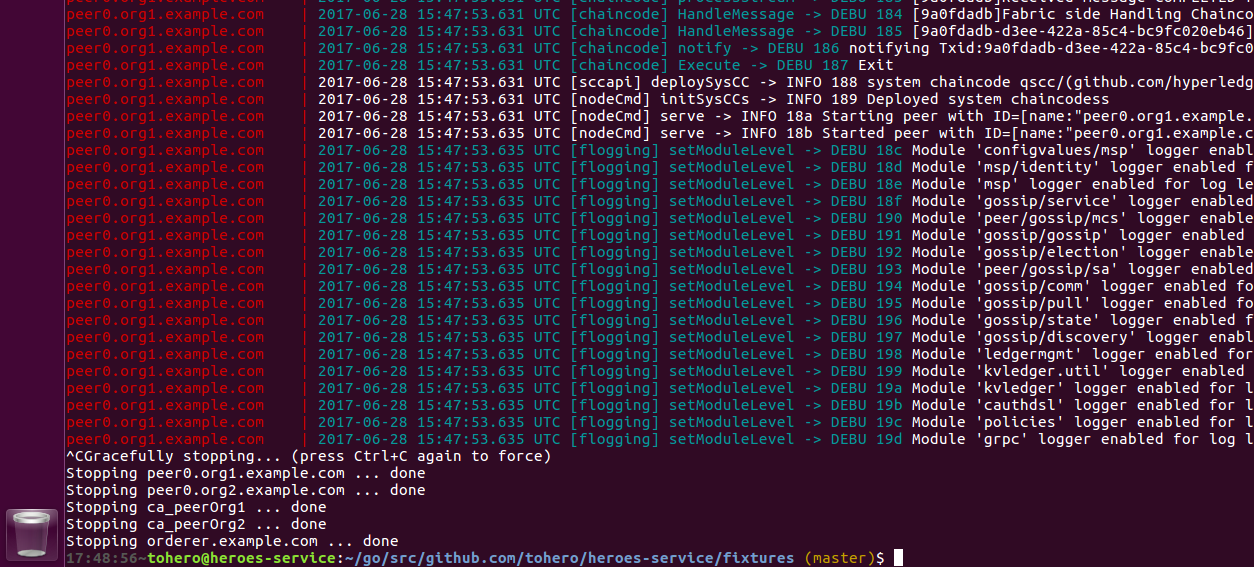 peer0.org1.example.com | 2017-06-28 15:47:53.631 UTC [chaincode] HandleMessage -> DEBU 184 [9a0fdadb]Fabric side Handling Chainco
peer0.org1.example.com | 2017-06-28 15:47:53.631 UTC [chaincode] HandleMessage -> DEBU 185 [9a0fdadb-d3ee-422a-85c4-bc9fc020eb46]
peer0.org1.example.com | 2017-06-28 15:47:53.631 UTC [chaincode] notify -> DEBU 186 notifying Txid:9a0fdadb-d3ee-422a-85c4-bc9fc0
peer0.org1.example.com | 2017-06-28 15:47:53.631 UTC [chaincode] Execute -> DEBU 187 Exit
peer0.org1.example.com | 2017-06-28 15:47:53.631 UTC [sccapi] deploySysCC -> INFO 188 system chaincode qscc/(github.com/hyperledg
peer0.org1.example.com | 2017-06-28 15:47:53.631 UTC [nodeCmd] initSysCCs -> INFO 189 Deployed system chaincodess
peer0.org1.example.com | 2017-06-28 15:47:53.631 UTC [nodeCmd] serve -> INFO 18a Starting peer with ID=[name:"peer0.org1.example.
peer0.org1.example.com | 2017-06-28 15:47:53.635 UTC [nodeCmd] serve -> INFO 18b Started peer with ID=[name:"peer0.org1.example.c
peer0.org1.example.com | 2017-06-28 15:47:53.635 UTC [flogging] setModuleLevel -> DEBU 18c Module 'configvalues/msp' logger enabl
peer0.org1.example.com | 2017-06-28 15:47:53.635 UTC [flogging] setModuleLevel -> DEBU 18d Module 'msp/identity' logger enabled f
peer0.org1.example.com | 2017-06-28 15:47:53.635 UTC [flogging] setModuleLevel -> DEBU 18e Module 'msp' logger enabled for log le
peer0.org1.example.com | 2017-06-28 15:47:53.635 UTC [flogging] setModuleLevel -> DEBU 18f Module 'gossip/service' logger enabled
peer0.org1.example.com | 2017-06-28 15:47:53.635 UTC [flogging] setModuleLevel -> DEBU 190 Module 'peer/gossip/mcs' logger enable
peer0.org1.example.com | 2017-06-28 15:47:53.635 UTC [flogging] setModuleLevel -> DEBU 191 Module 'gossip/gossip' logger enabled
peer0.org1.example.com | 2017-06-28 15:47:53.635 UTC [flogging] setModuleLevel -> DEBU 192 Module 'gossip/election' logger enable
peer0.org1.example.com | 2017-06-28 15:47:53.635 UTC [flogging] setModuleLevel -> DEBU 193 Module 'peer/gossip/sa' logger enabled
peer0.org1.example.com | 2017-06-28 15:47:53.635 UTC [flogging] setModuleLevel -> DEBU 194 Module 'gossip/comm' logger enabled fo
peer0.org1.example.com | 2017-06-28 15:47:53.635 UTC [flogging] setModuleLevel -> DEBU 195 Module 'gossip/pull' logger enabled fo
peer0.org1.example.com | 2017-06-28 15:47:53.635 UTC [flogging] setModuleLevel -> DEBU 196 Module 'gossip/state' logger enabled f
peer0.org1.example.com | 2017-06-28 15:47:53.635 UTC [flogging] setModuleLevel -> DEBU 197 Module 'gossip/discovery' logger enabl
peer0.org1.example.com | 2017-06-28 15:47:53.635 UTC [flogging] setModuleLevel -> DEBU 198 Module 'ledgermgmt' logger enabled for
peer0.org1.example.com | 2017-06-28 15:47:53.635 UTC [flogging] setModuleLevel -> DEBU 199 Module 'kvledger.util' logger enabled
peer0.org1.example.com | 2017-06-28 15:47:53.635 UTC [flogging] setModuleLevel -> DEBU 19a Module 'kvledger' logger enabled for l
peer0.org1.example.com | 2017-06-28 15:47:53.635 UTC [flogging] setModuleLevel -> DEBU 19b Module 'cauthdsl' logger enabled for l
peer0.org1.example.com | 2017-06-28 15:47:53.635 UTC [flogging] setModuleLevel -> DEBU 19c Module 'policies' logger enabled for l
peer0.org1.example.com | 2017-06-28 15:47:53.635 UTC [flogging] setModuleLevel -> DEBU 19d Module 'grpc' logger enabled for log l
^CGracefully stopping... (press Ctrl+C again to force)
Stopping peer0.org1.example.com ... done
Stopping peer0.org2.example.com ... done
Stopping ca_peerOrg1 ... done
Stopping ca_peerOrg2 ... done
Stopping orderer.example.com ... done
17:48:56~tohero@heroes-service:~/go/src/github.com/tohero/heroes-service/fixtures (master)$